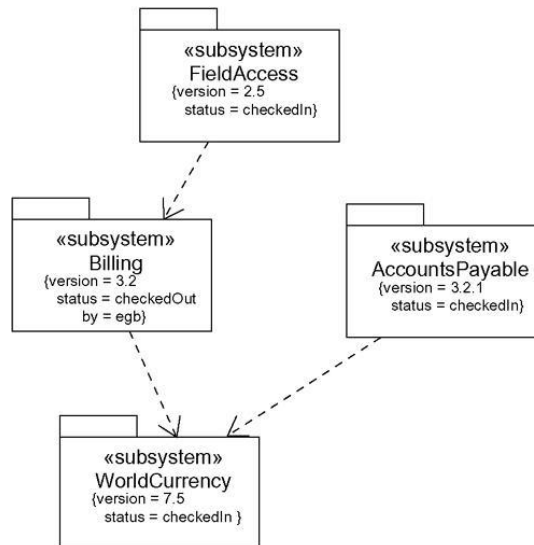 «subsystem»
FieldAccess
{version = 2.5
status = checkedIn}
«subsystem»
Billing
{version = 3.2
status = checkedOut
by = egb}
«subsystem»
AccountsPayable
{version = 3.2.1
status = checkedIn}
«subsystem»
WorldCurrency
{version = 7.5
status = checkedIn }